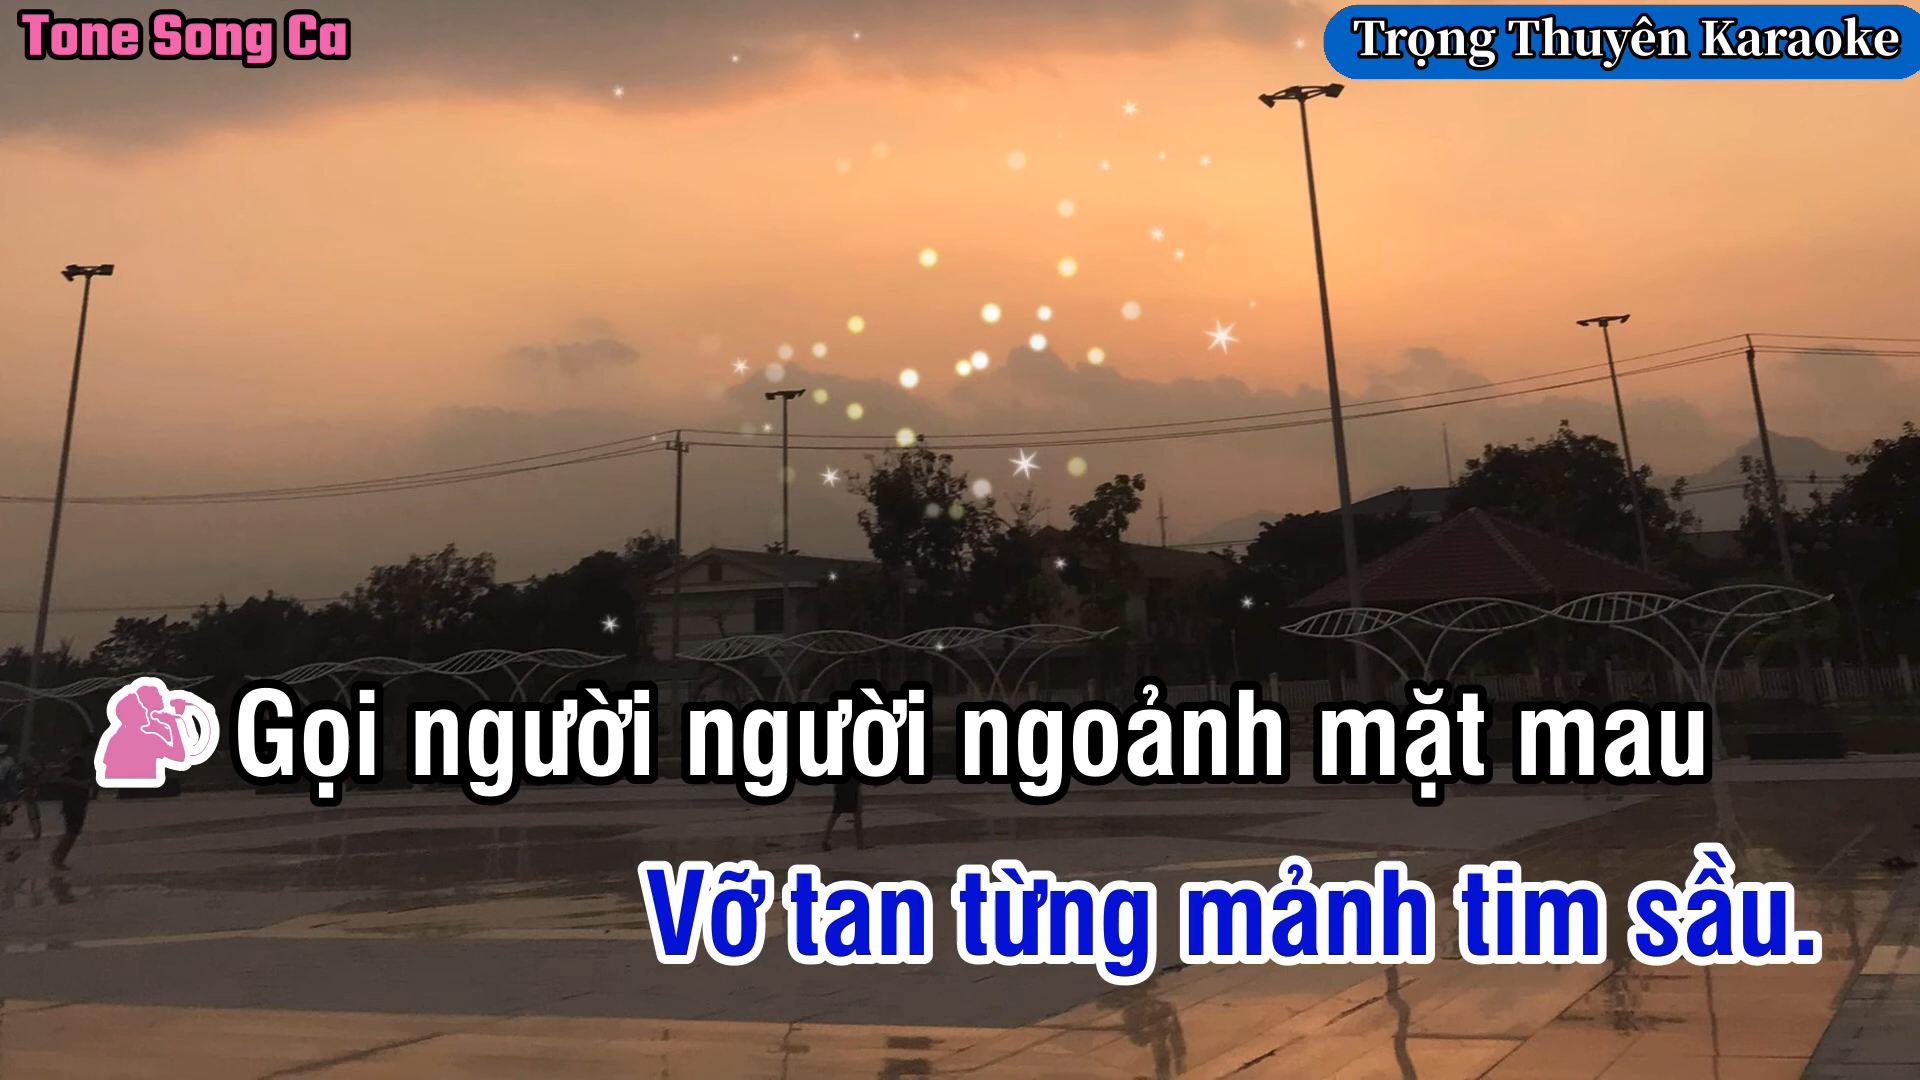 Tone Song Ca
Trọng Thuyên Karaoke
Gọi người người ngoảnh mặt mau
Vỡ tan từng mảnh tim sầu.